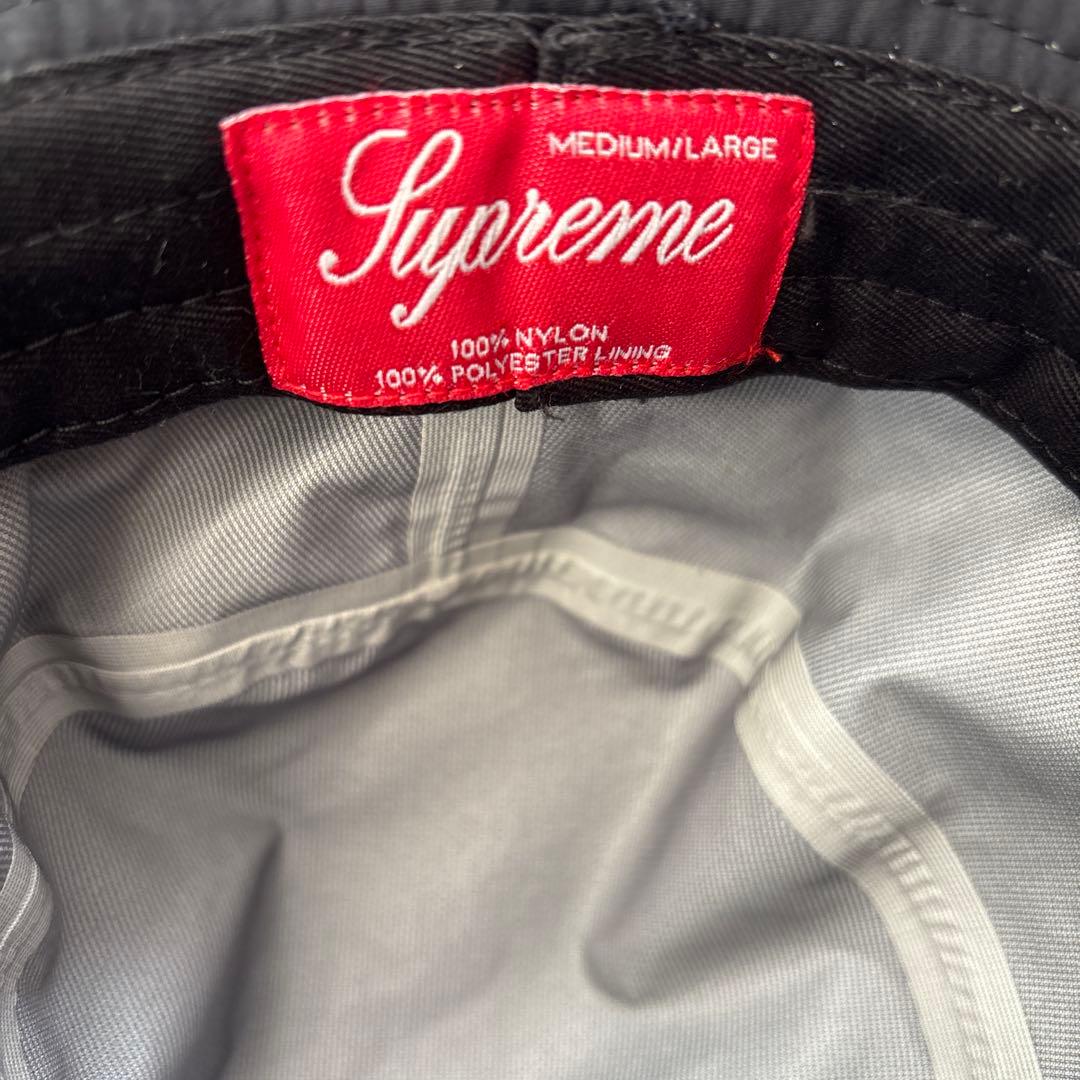 MEDIUM/LARGE
Supreme
100% NYLON
100% POLYESTER LINING